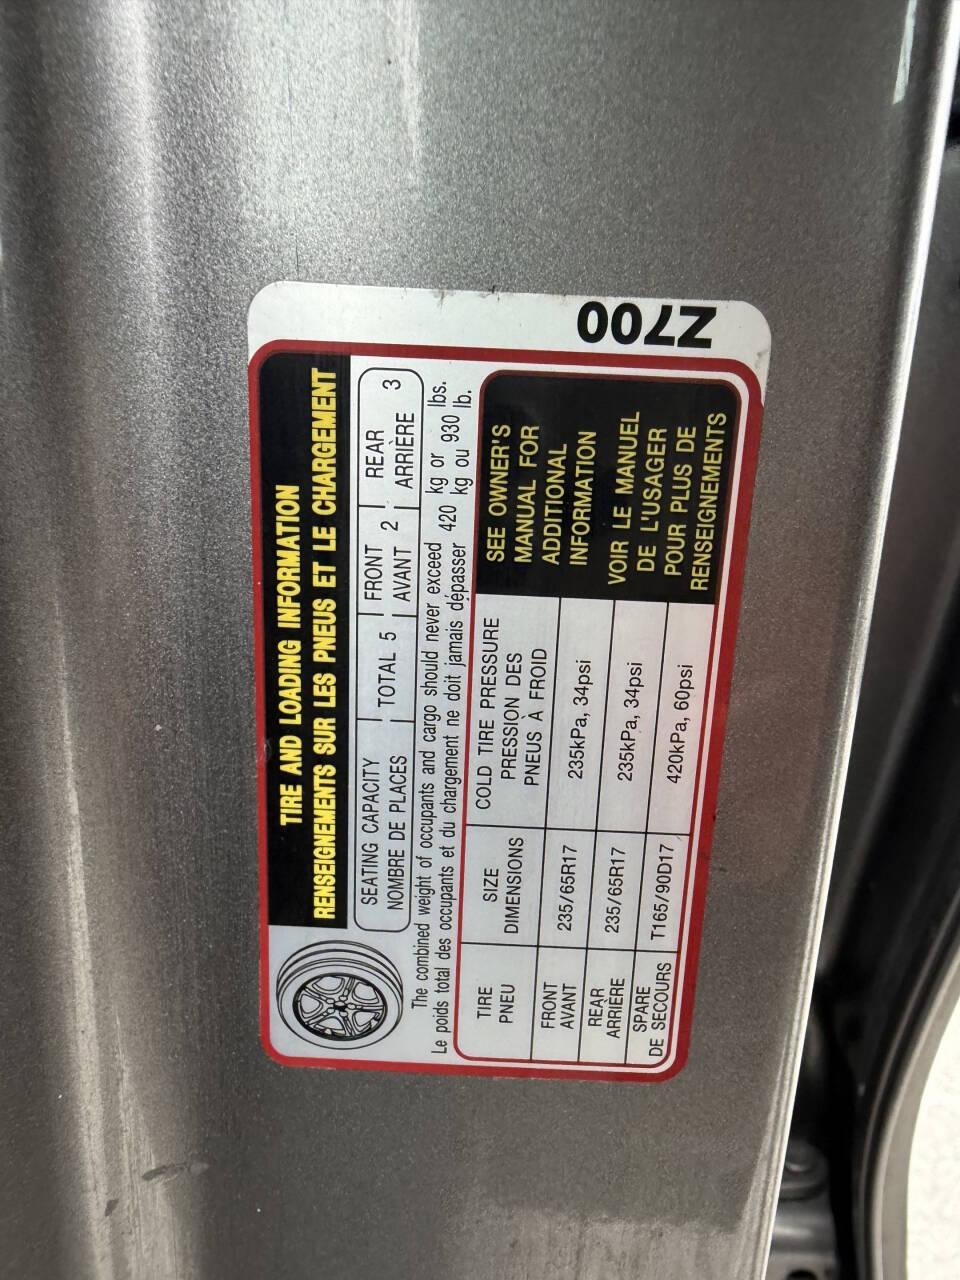 TIRE AND LOADING INFORMATION
RENSEIGNEMENTS SUR LES PNEUS ET LE CHARGEMENT
SEATING CAPACITY
NOMBRE DE PLACES
TOTAL 5
FRONT
AVANT
2
REAR
ARRIÈRE
3
The combined weight of occupants and cargo should never exceed 420 kg or 930 lbs.
Le poids total des occupants et du chargement ne doit jamais dépasser 420 kg ou 930 lb.
TIRE
PNEU
SIZE
DIMENSIONS
COLD TIRE PRESSURE
PRESSION DES
PNEUS À FROID
FRONT
AVANT
235/65R17
235kPa, 34psi
REAR
ARRIÈRE
235/65R17
235kPa, 34psi
SPARE
DE SECOURS
T165/90D17
420kPa, 60psi
SEE OWNER'S
MANUAL FOR
ADDITIONAL
INFORMATION
VOIR LE MANUEL
DE L'USAGER
POUR PLUS DE
RENSEIGNEMENTS
Z700